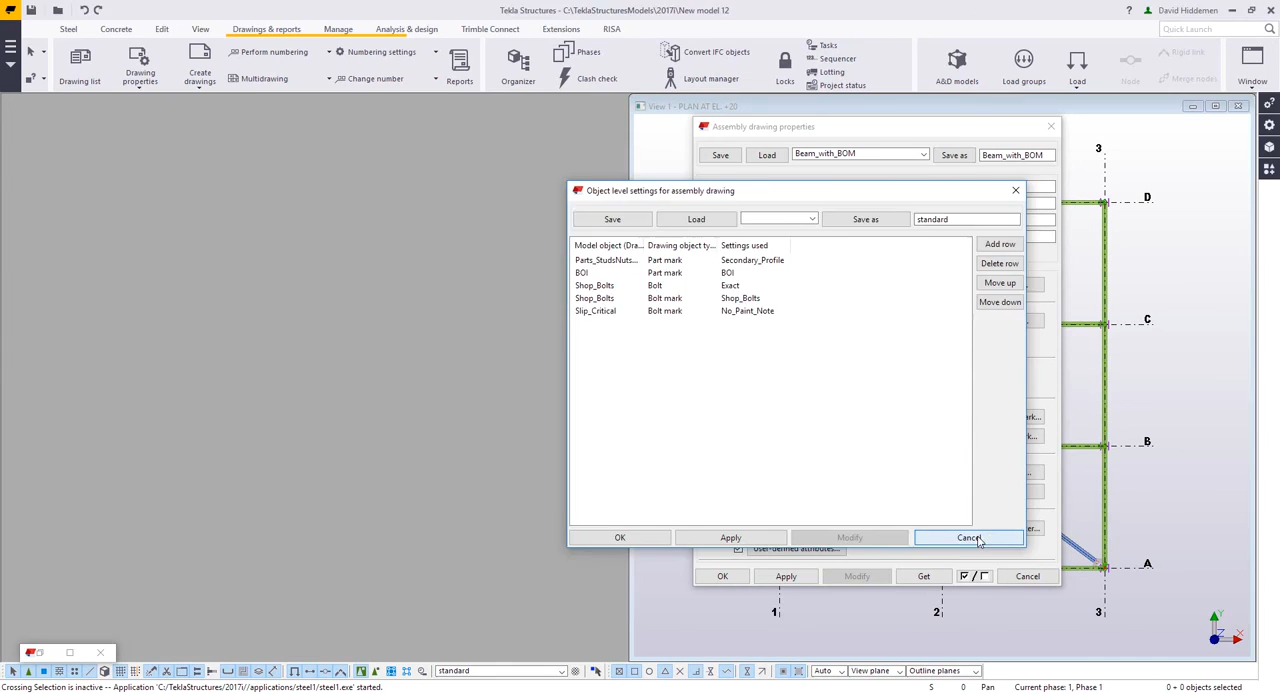 Tekla Structures - C:\TeklaStructuresModels\2017i\New model 12
? David Hiddemen
Steel Concrete Edit View Drawings & reports Manage Analysis & design Trimble Connect Extensions RISA
Quick Launch
Drawing list
Drawing properties
Create drawings
Perform numbering
Multidrawing
Numbering settings
Change number
Reports
Organizer
Phases
Clash check
Convert IFC objects
Layout manager
Locks
Tasks
Sequencer
Lotting
Project status
A&D models
Load groups
Load
Node
Rigid link
Merge nodes
Window
View 1 - PLAN AT EL. +20
Assembly drawing properties
Save Load Beam_with_BOM Save as Beam_with_BOM
Object level settings for assembly drawing
Save Load Save as standard
Model object (Dra... Drawing object ty... Settings used
Parts_StudsNuts... Part mark Secondary_Profile
BOI Part mark BOI
Shop_Bolts Bolt Exact
Shop_Bolts Bolt mark Shop_Bolts
Slip_Critical Bolt mark No_Paint_Note
Add row
Delete row
Move up
Move down
OK Apply Modify Cancel
User-defined attributes...
OK Apply Modify Get / Cancel
3
D
C
B
A
1 2 3
standard
Auto View plane Outline planes
Crossing Selection is inactive -- Application 'C:/TeklaStructures/2017i//applications/steel1/steel1.exe' started.
S 0 Pan Current phase: 1, Phase 1 0 + 0 objects selected